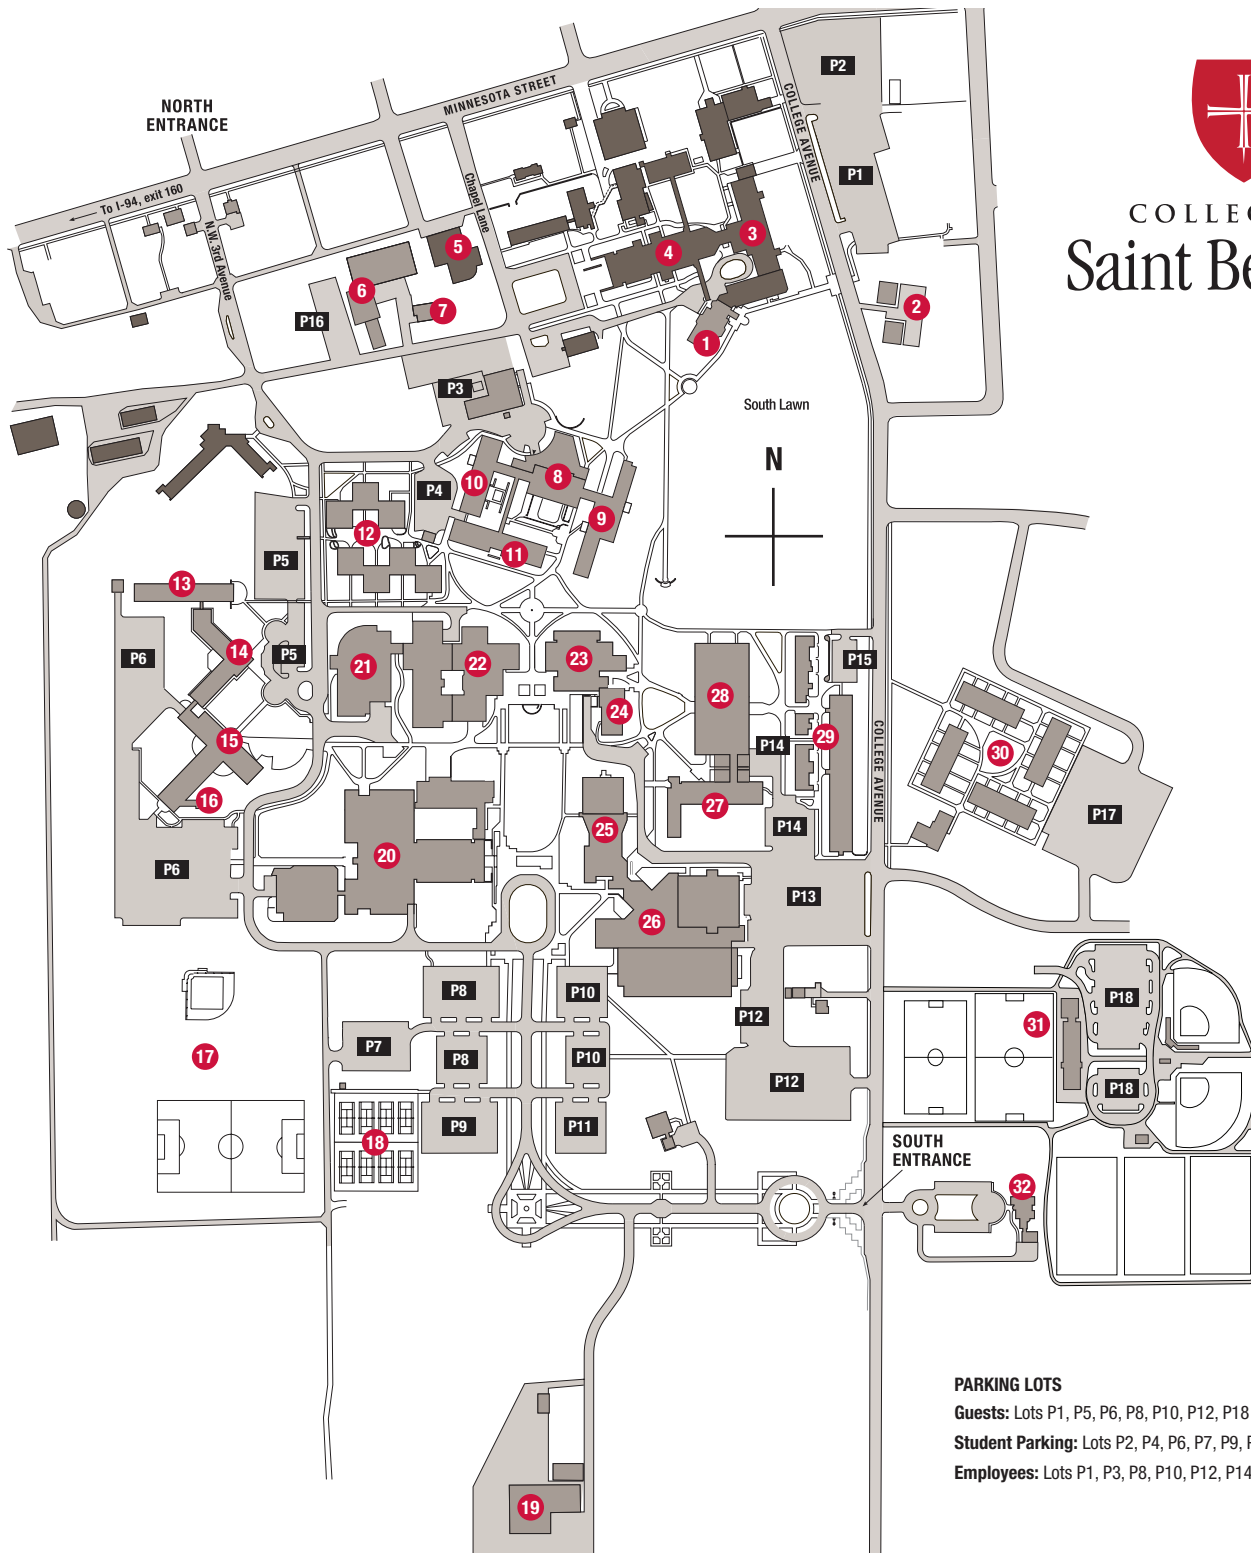 P2
MINNESOTA STREET
NORTH
ENTRANCE
COLLEGE AVENUE
P1
To I-94, exit 160
Chapel Lane
N.W. 3rd Avenue
COLLEG
Saint Be
3
5
4
6
7
2
P16
1
P3
South Lawn
N
8
10
P4
9
12
11
P5
13
14
P5
P6
21
22
23
P15
28
24
29
15
P14
COLLEGE AVENUE
30
16
27
P17
25
P14
20
P6
P13
26
P8
P10
P18
P12
31
17
P7
P8
P10
P12
P18
P9
P11
18
SOUTH
ENTRANCE
32
PARKING LOTS
Guests: Lots P1, P5, P6, P8, P10, P12, P18
Student Parking: Lots P2, P4, P6, P7, P9, P
Employees: Lots P1, P3, P8, P10, P12, P14
19